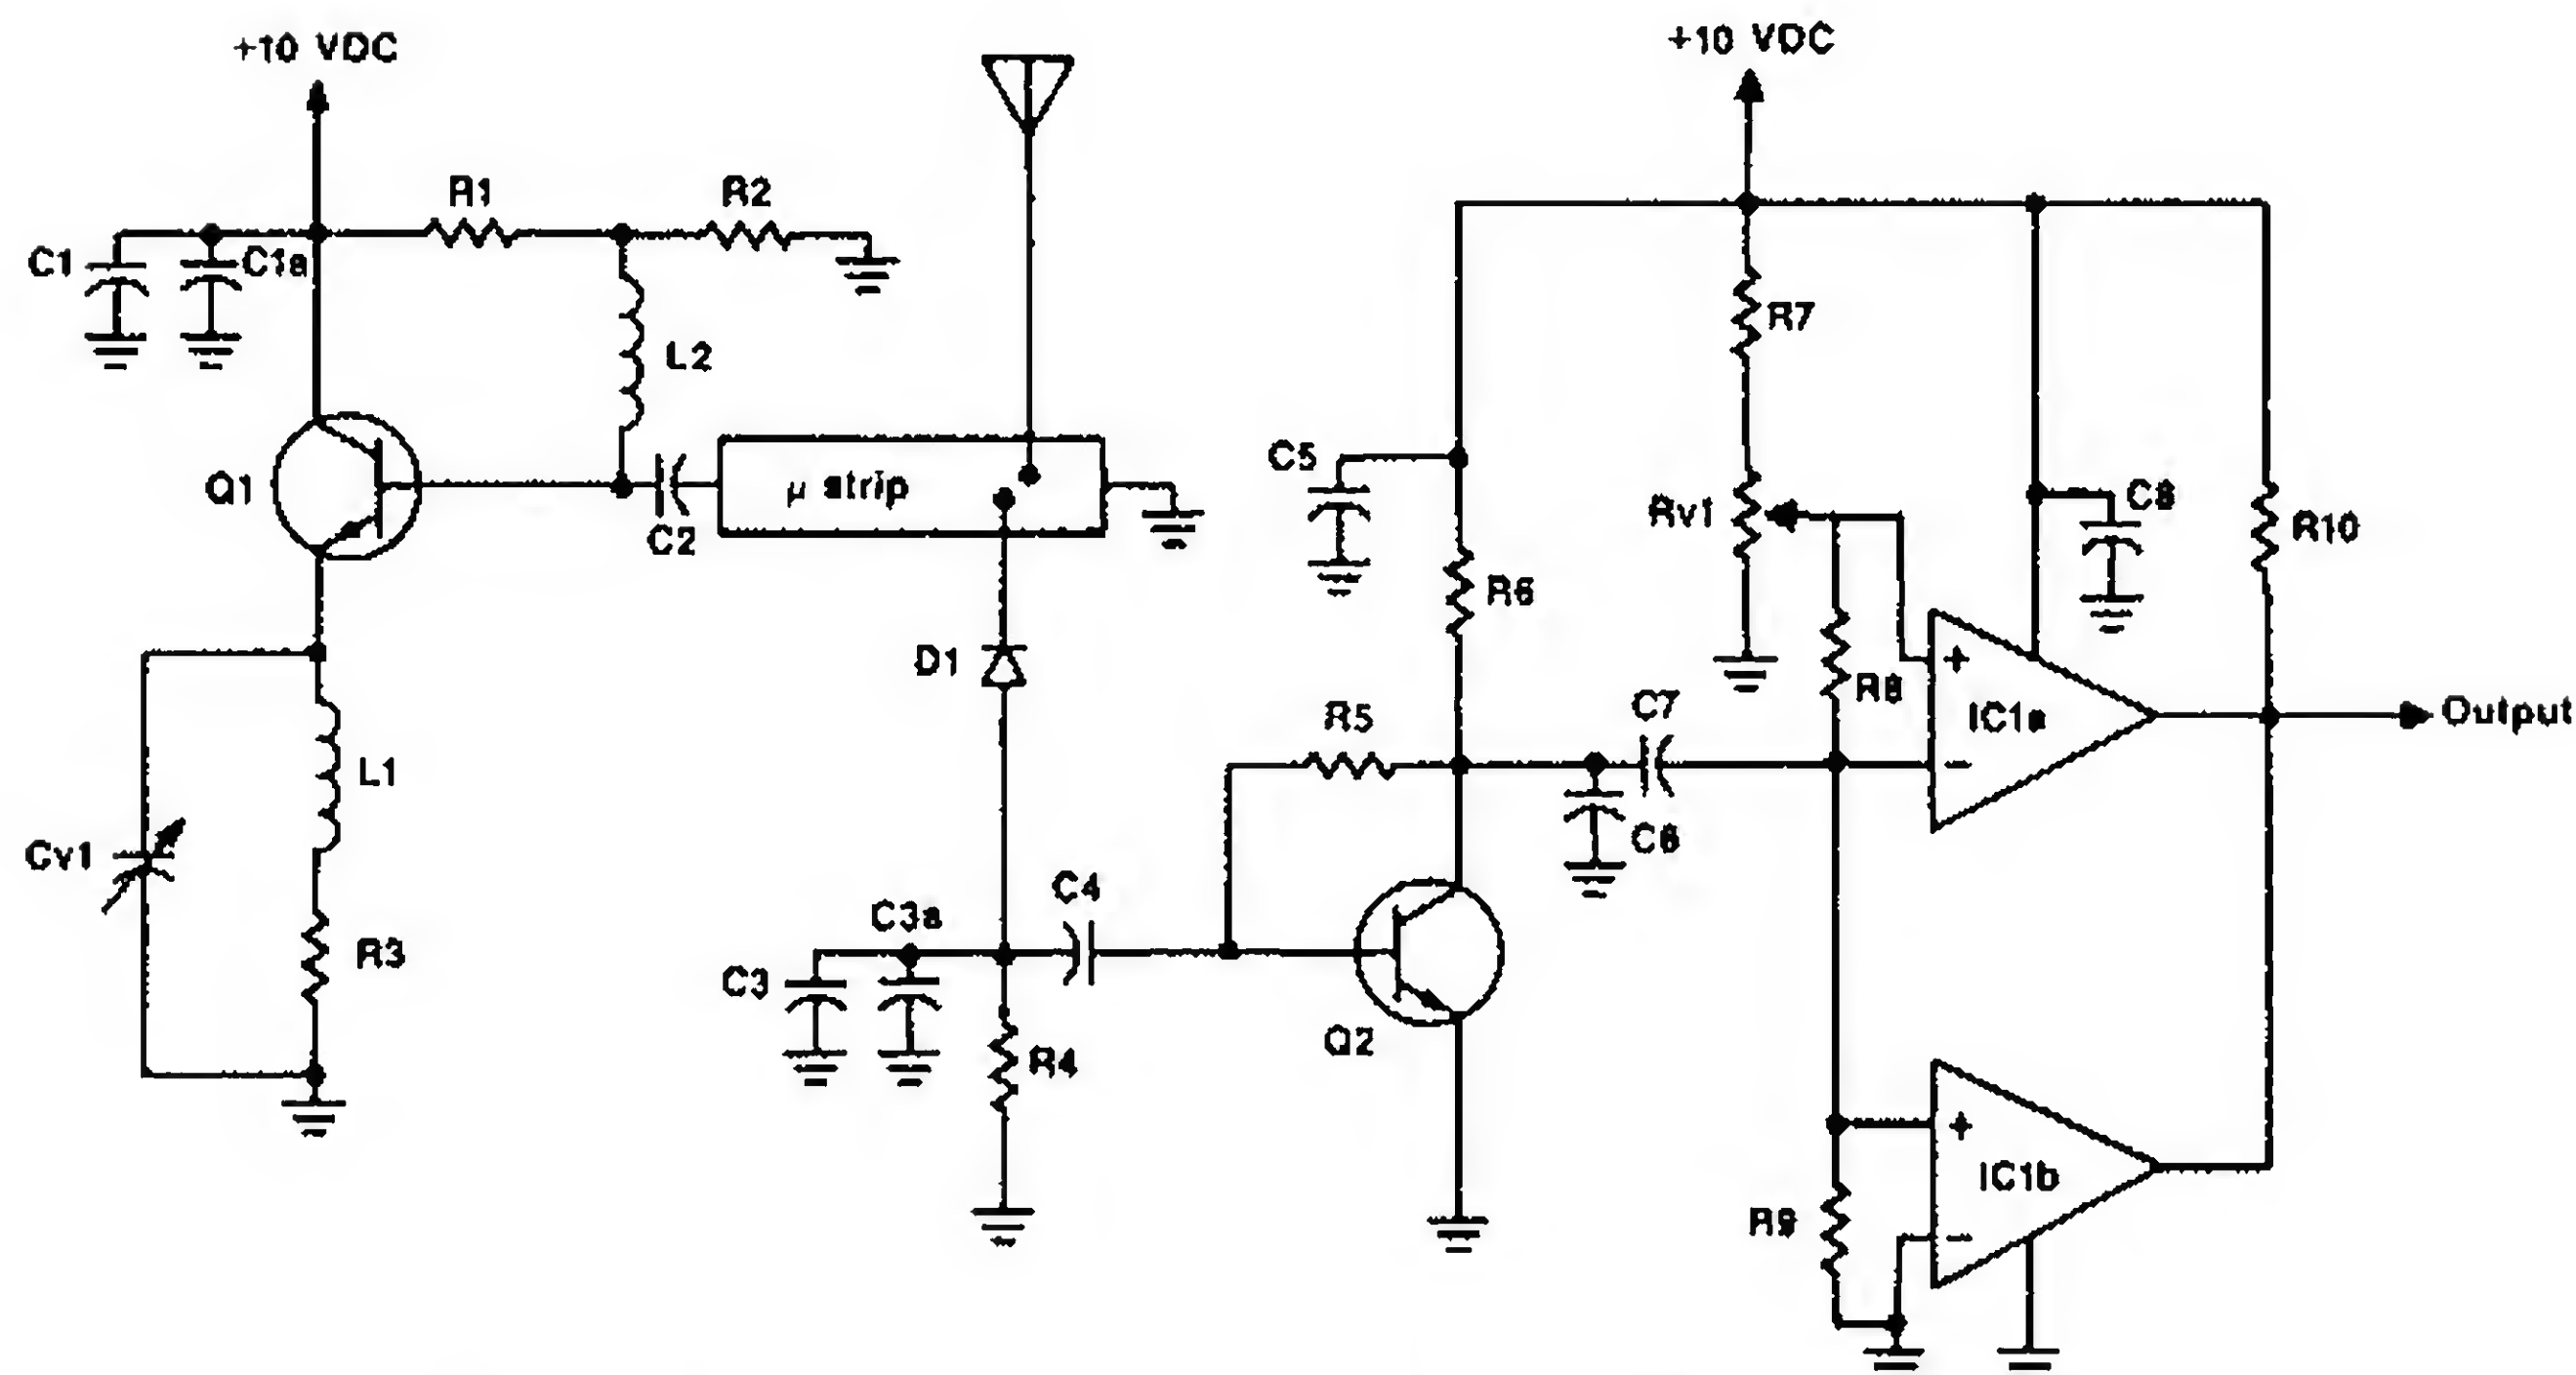 +10 VDC
+10 VDC
R1
R2
C1
C1a
R7
L2
C5
Q1
μ strip
C2
Rv1
C8
R10
R6
D1
R8
IC1a
Output
C7
R5
L1
Cv1
C6
C4
C3a
R3
C3
Q2
R4
IC1b
R9
+
−
+
−